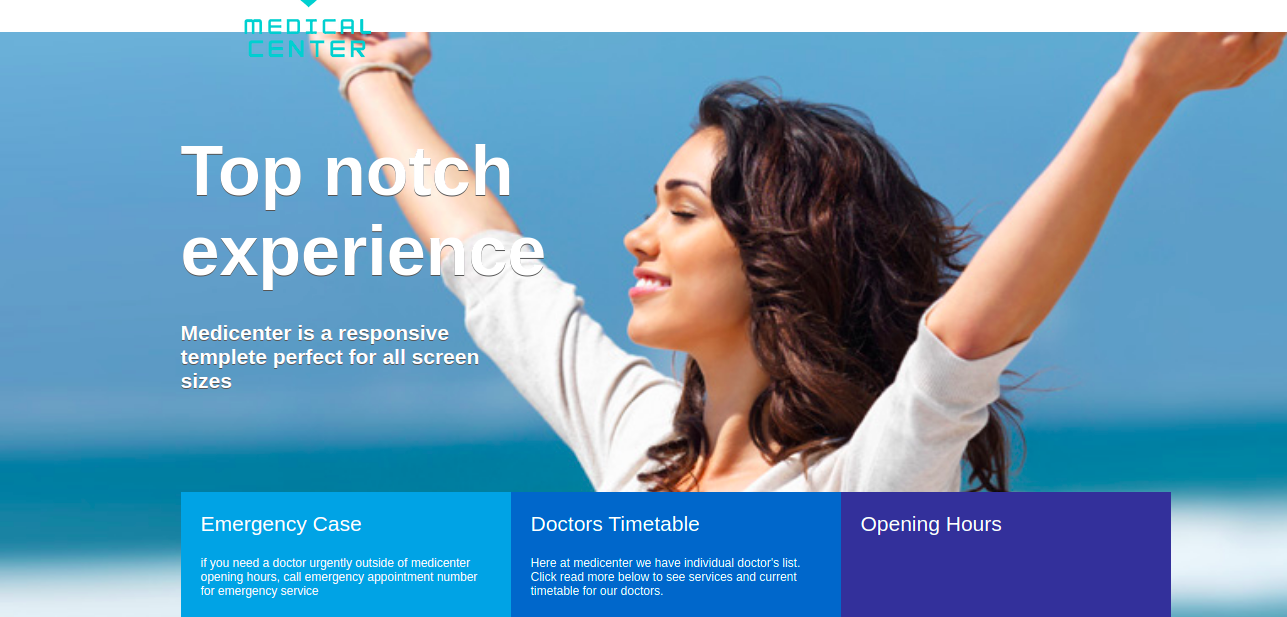 MEDICAL
CENTER
Top notch
experience
Medicenter is a responsive
templete perfect for all screen
sizes
Emergency Case
if you need a doctor urgently outside of medicenter
opening hours, call emergency appointment number
for emergency service
Doctors Timetable
Here at medicenter we have individual doctor's list.
Click read more below to see services and current
timetable for our doctors.
Opening Hours